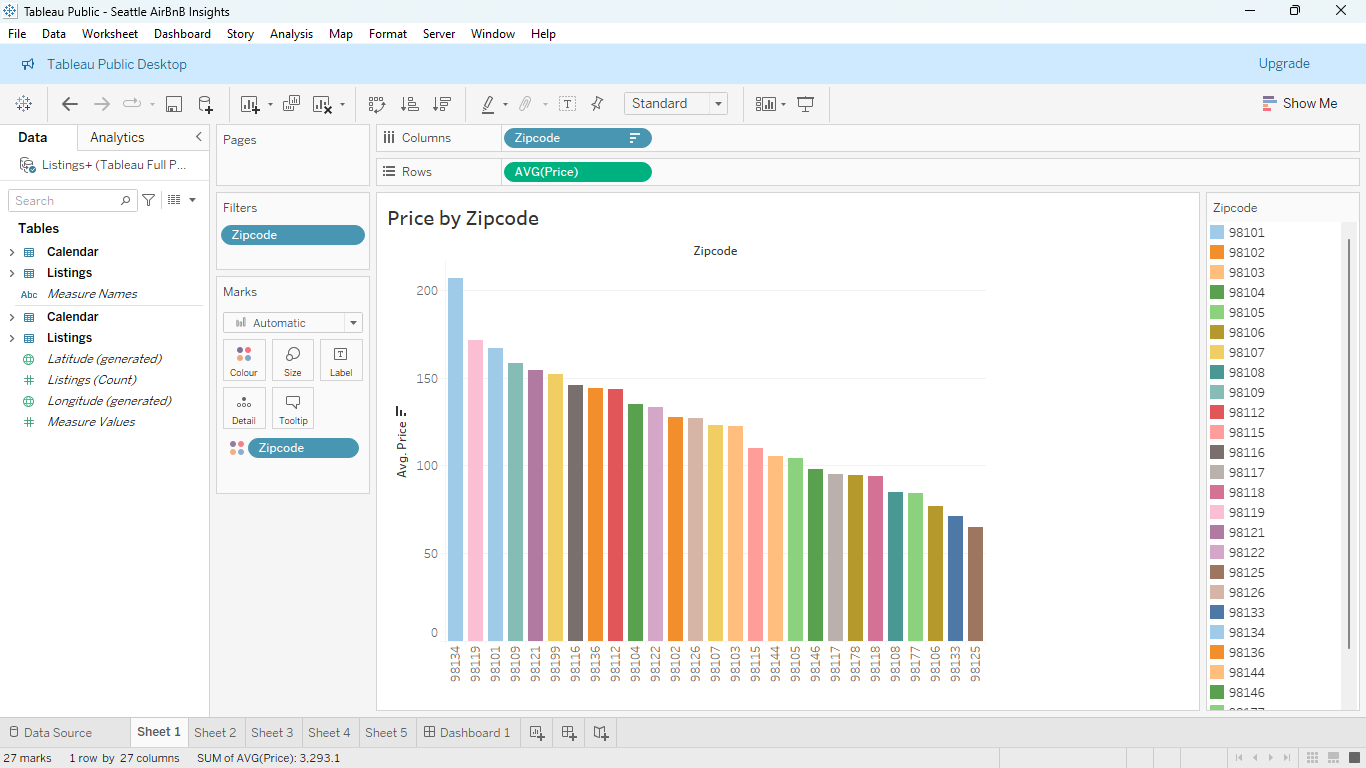 Tableau Public - Seattle AirBnB Insights
File Data Worksheet Dashboard Story Analysis Map Format Server Window Help
Tableau Public Desktop
Upgrade
Standard
Show Me
Data
Analytics
Listings+ (Tableau Full P...
Search
Tables
Calendar
Listings
Abc Measure Names
Calendar
Listings
Latitude (generated)
Listings (Count)
Longitude (generated)
Measure Values
Pages
Filters
Zipcode
Marks
Automatic
Colour Size Label
Detail Tooltip
Zipcode
Columns Zipcode
Rows AVG(Price)
Price by Zipcode
Zipcode
Avg. Price
200
150
100
50
0
98134 98119 98101 98109 98121 98199 98116 98136 98112 98104 98122 98102 98126 98107 98103 98115 98144 98105 98146 98117 98178 98118 98108 98177 98106 98133 98125
Zipcode
98101
98102
98103
98104
98105
98106
98107
98108
98109
98112
98115
98116
98117
98118
98119
98121
98122
98125
98126
98133
98134
98136
98144
98146
Data Source Sheet 1 Sheet 2 Sheet 3 Sheet 4 Sheet 5 Dashboard 1
27 marks 1 row by 27 columns SUM of AVG(Price): 3,293.1